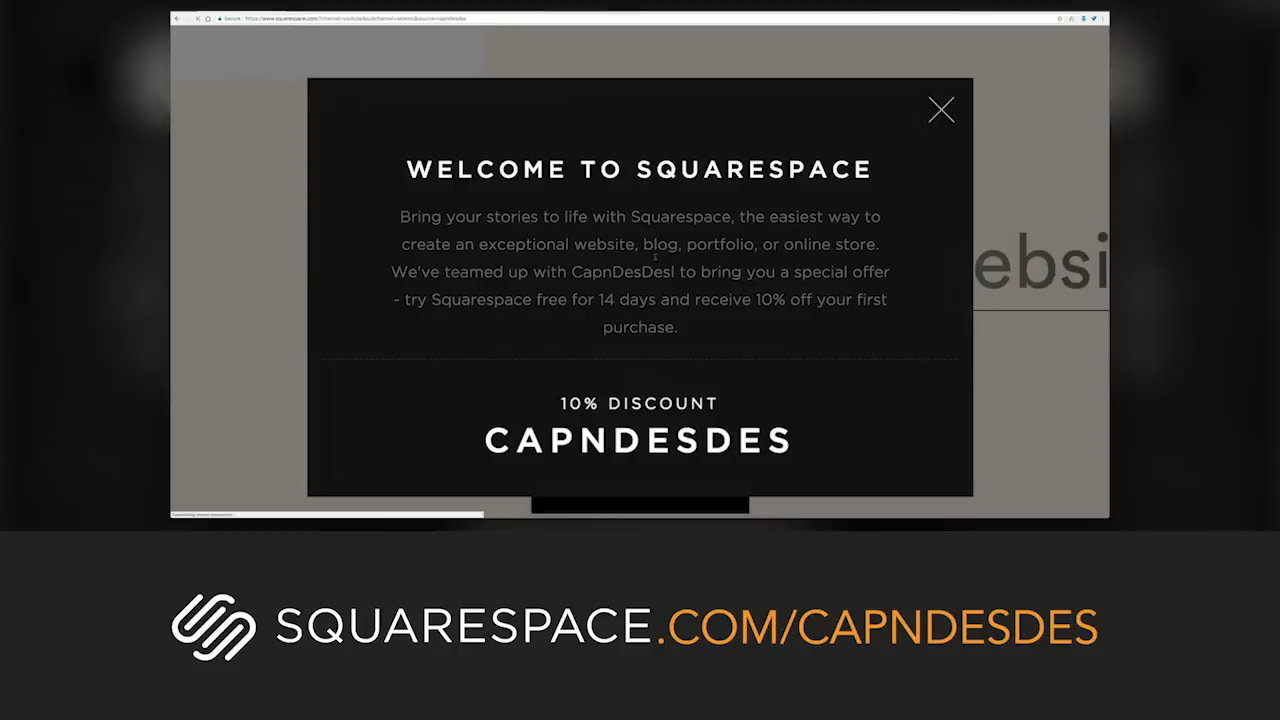 Secure
WELCOME TO SQUARESPACE
Bring your stories to life with Squarespace, the easiest way to
create an exceptional website, blog, portfolio, or online store.
We've teamed up with CapnDesDesl to bring you a special offer
- try Squarespace free for 14 days and receive 10% off your first
purchase.
ebsi
10% DISCOUNT
CAPNDESDES
SQUARESPACE.COM/CAPNDESDES